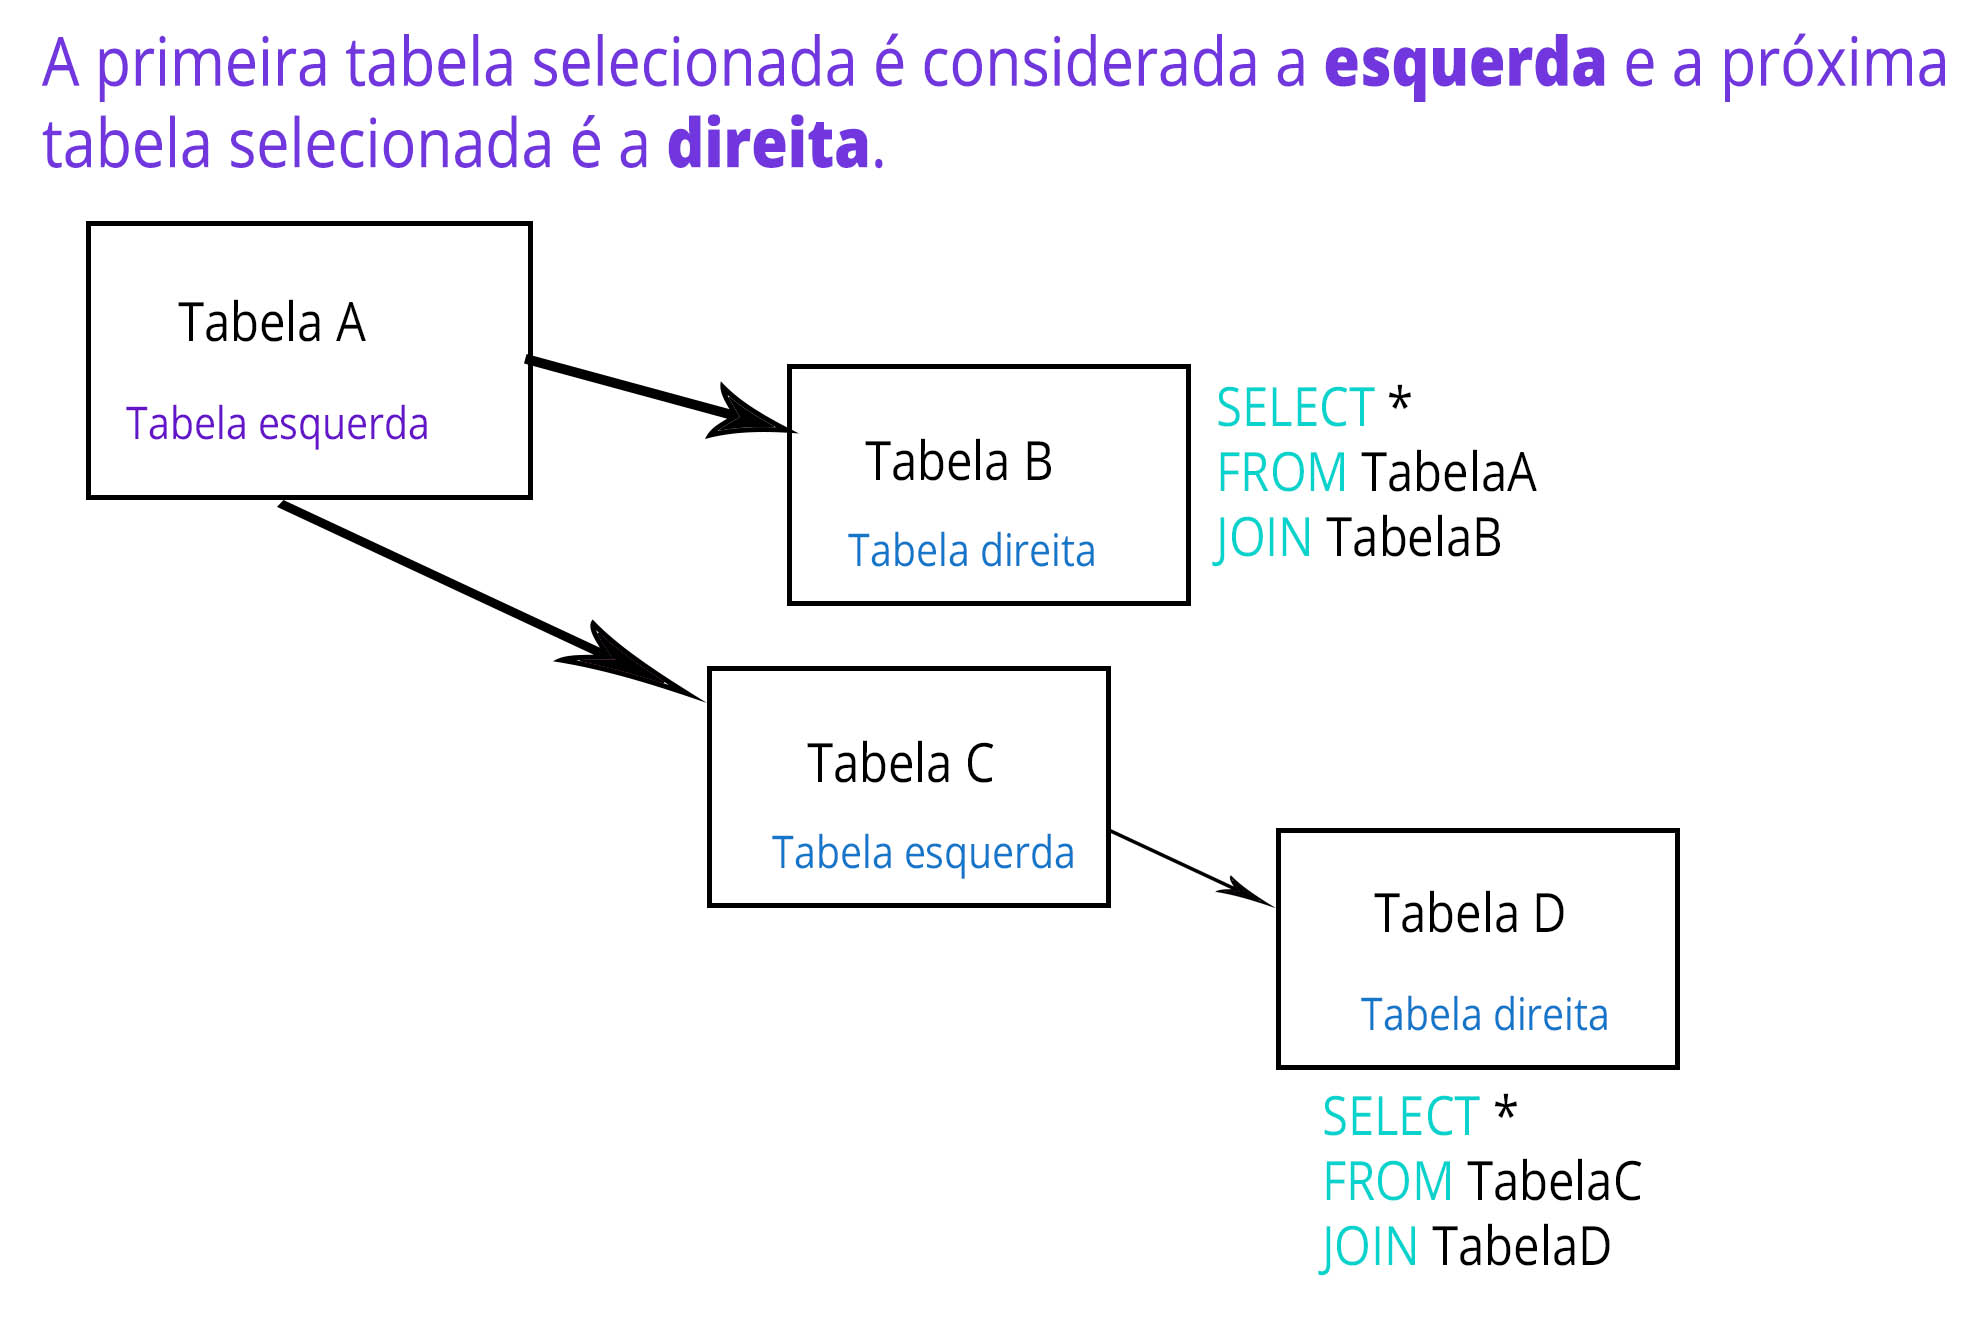 A primeira tabela selecionada é considerada a esquerda e a próxima
tabela selecionada é a direita.
Tabela A
Tabela esquerda
Tabela B
Tabela direita
SELECT *
FROM TabelaA
JOIN TabelaB
Tabela C
Tabela esquerda
Tabela D
Tabela direita
SELECT *
FROM TabelaC
JOIN TabelaD